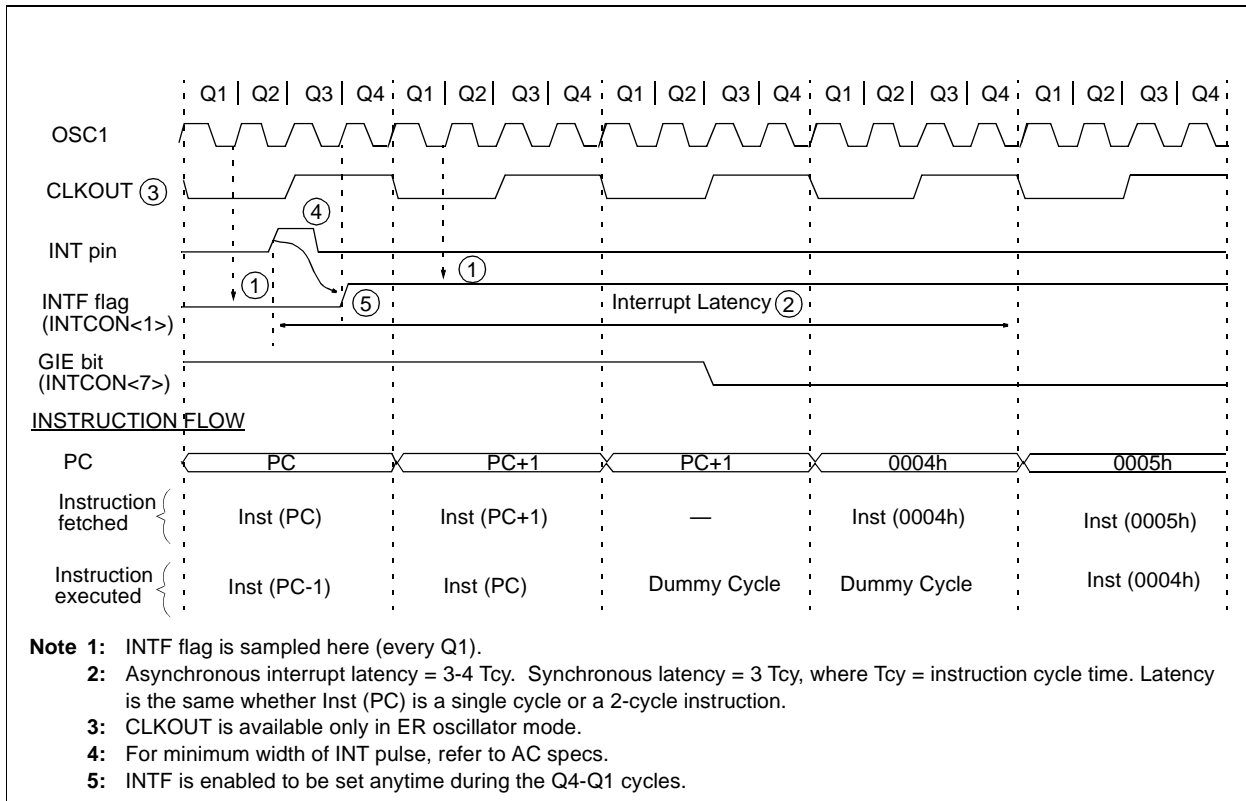 Q1 | Q2 | Q3 | Q4 Q1 | Q2 | Q3 | Q4 Q1 | Q2 | Q3 | Q4 Q1 | Q2 | Q3 | Q4 Q1 | Q2 | Q3 | Q4
OSC1
CLKOUT 3
4
INT pin
1 1
INTF flag
(INTCON<1>)
5
Interrupt Latency 2
GIE bit
(INTCON<7>)
INSTRUCTION FLOW
PC PC PC+1 PC+1 0004h 0005h
Instruction
fetched
Inst (PC) Inst (PC+1) — Inst (0004h) Inst (0005h)
Instruction
executed
Inst (PC-1) Inst (PC) Dummy Cycle Dummy Cycle Inst (0004h)
Note 1: INTF flag is sampled here (every Q1).
2: Asynchronous interrupt latency = 3-4 Tcy. Synchronous latency = 3 Tcy, where Tcy = instruction cycle time. Latency
is the same whether Inst (PC) is a single cycle or a 2-cycle instruction.
3: CLKOUT is available only in ER oscillator mode.
4: For minimum width of INT pulse, refer to AC specs.
5: INTF is enabled to be set anytime during the Q4-Q1 cycles.